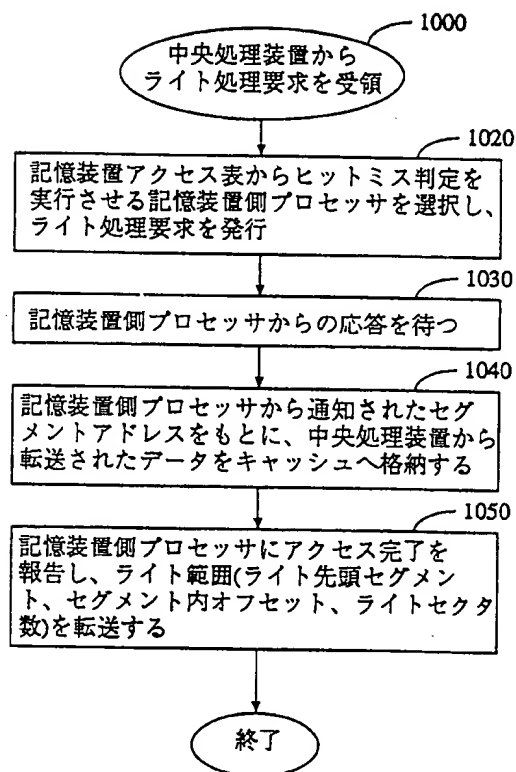 1000
中央処理装置から
ライト処理要求を受領
1020
記憶装置アクセス表からヒットミス判定を
実行させる記憶装置側プロセッサを選択し、
ライト処理要求を発行
1030
記憶装置側プロセッサからの応答を待つ
1040
記憶装置側プロセッサから通知されたセグ
メントアドレスをもとに、中央処理装置から
転送されたデータをキャッシュへ格納する
1050
記憶装置側プロセッサにアクセス完了を
報告し、ライト範囲(ライト先頭セグメン
ト、セグメント内オフセット、ライトセクタ
数)を転送する
終了